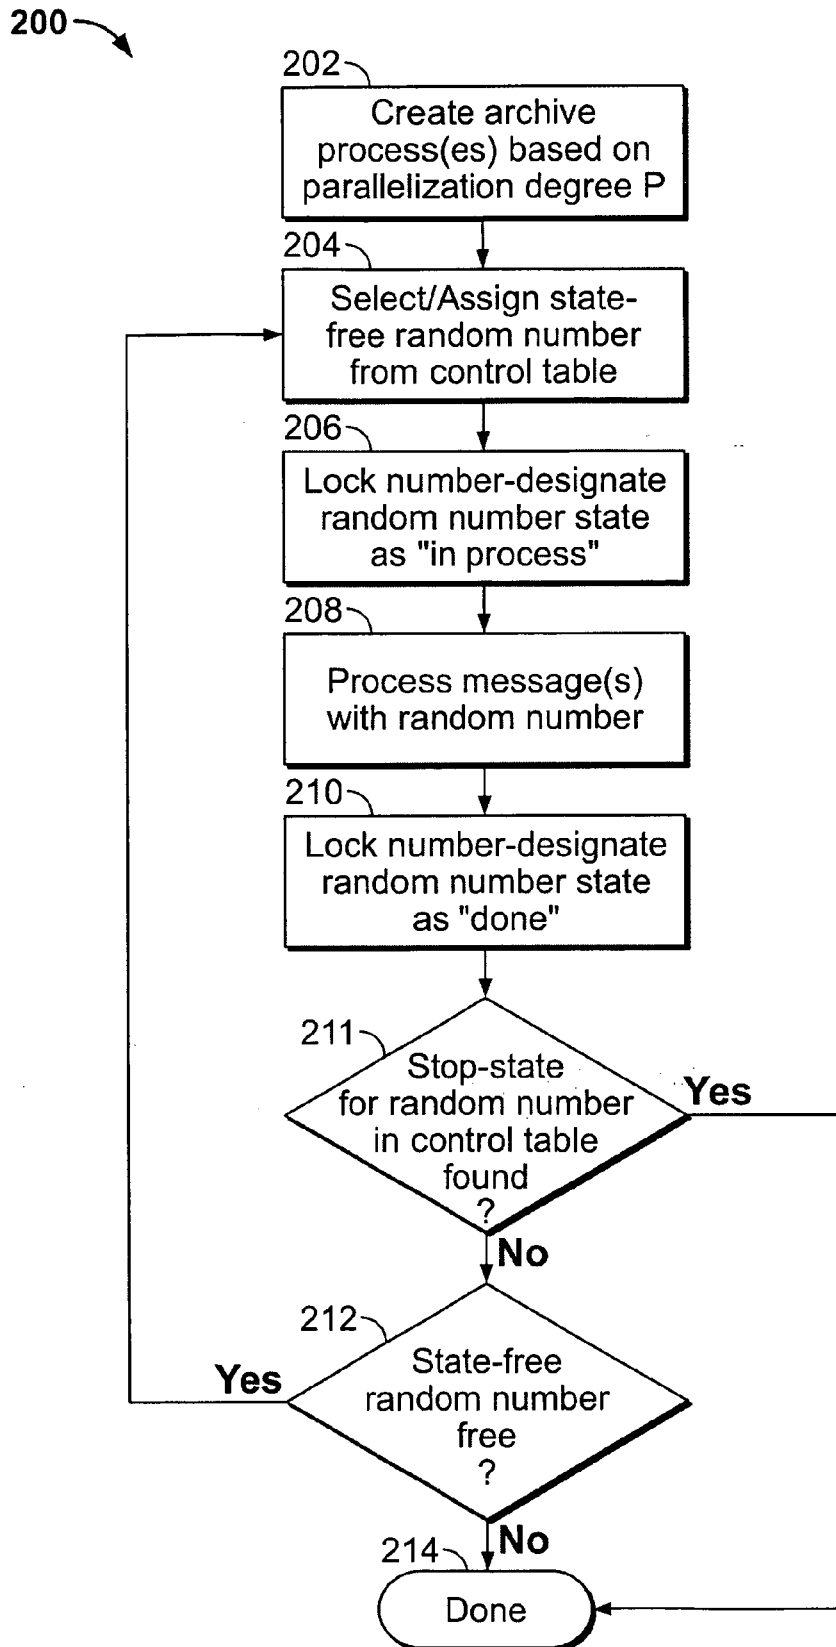 200
202
Create archive
process(es) based on
parallelization degree P
204
Select/Assign state-
free random number
from control table
206
Lock number-designate
random number state
as "in process"
208
Process message(s)
with random number
210
Lock number-designate
random number state
as "done"
211
Stop-state
for random number
in control table
found
?
Yes
No
212
State-free
random number
free
?
Yes
No
214
Done